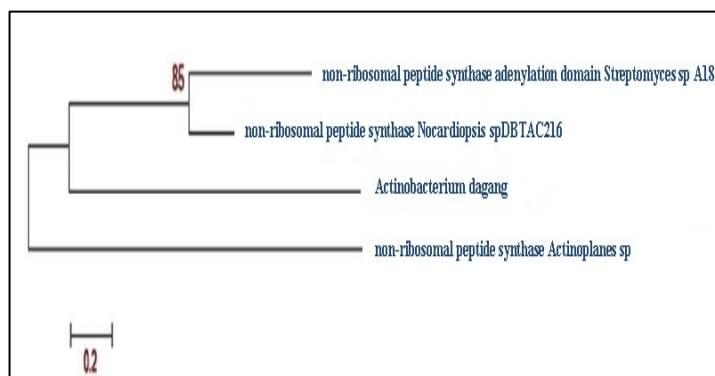 85
non-ribosomal peptide synthase adenylation domain Streptomyces sp A18
non-ribosomal peptide synthase Nocardiopsis spDBTAC216
Actinobacterium dagang
non-ribosomal peptide synthase Actinoplanes sp
0.2